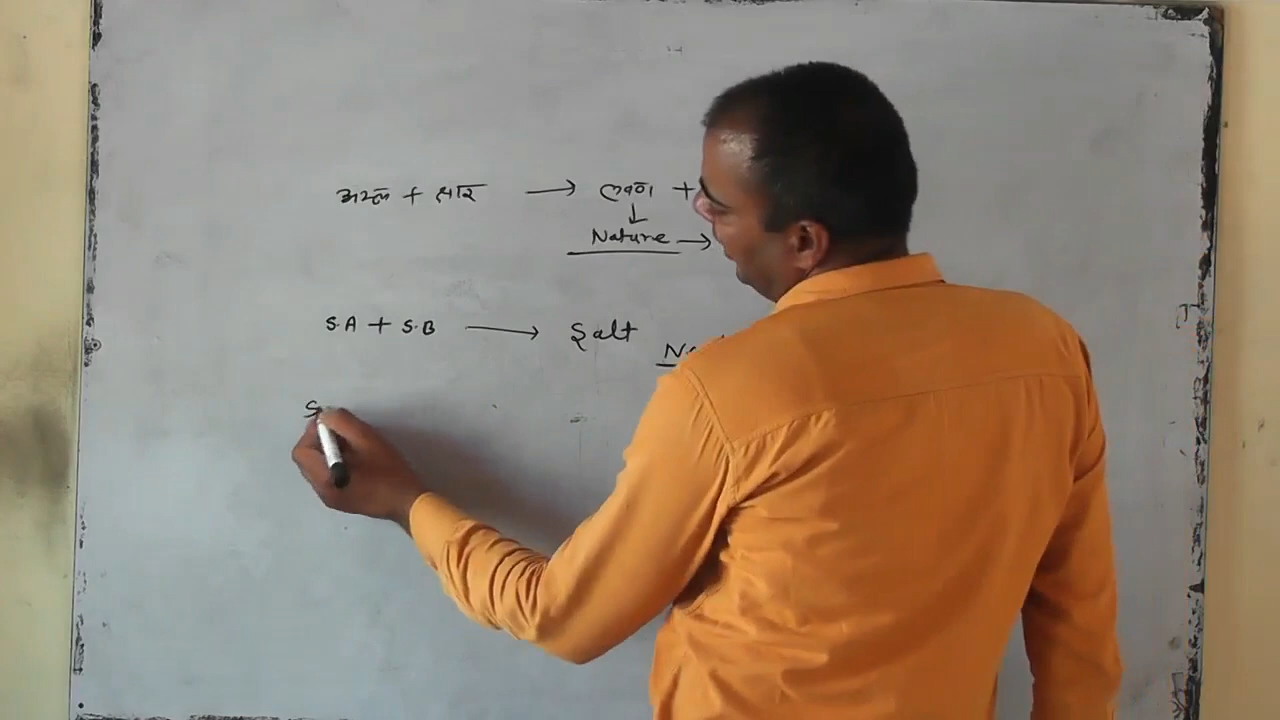 अम्ल + क्षार → लवण +
↓
Nature →
S.A + S.B → Salt
S